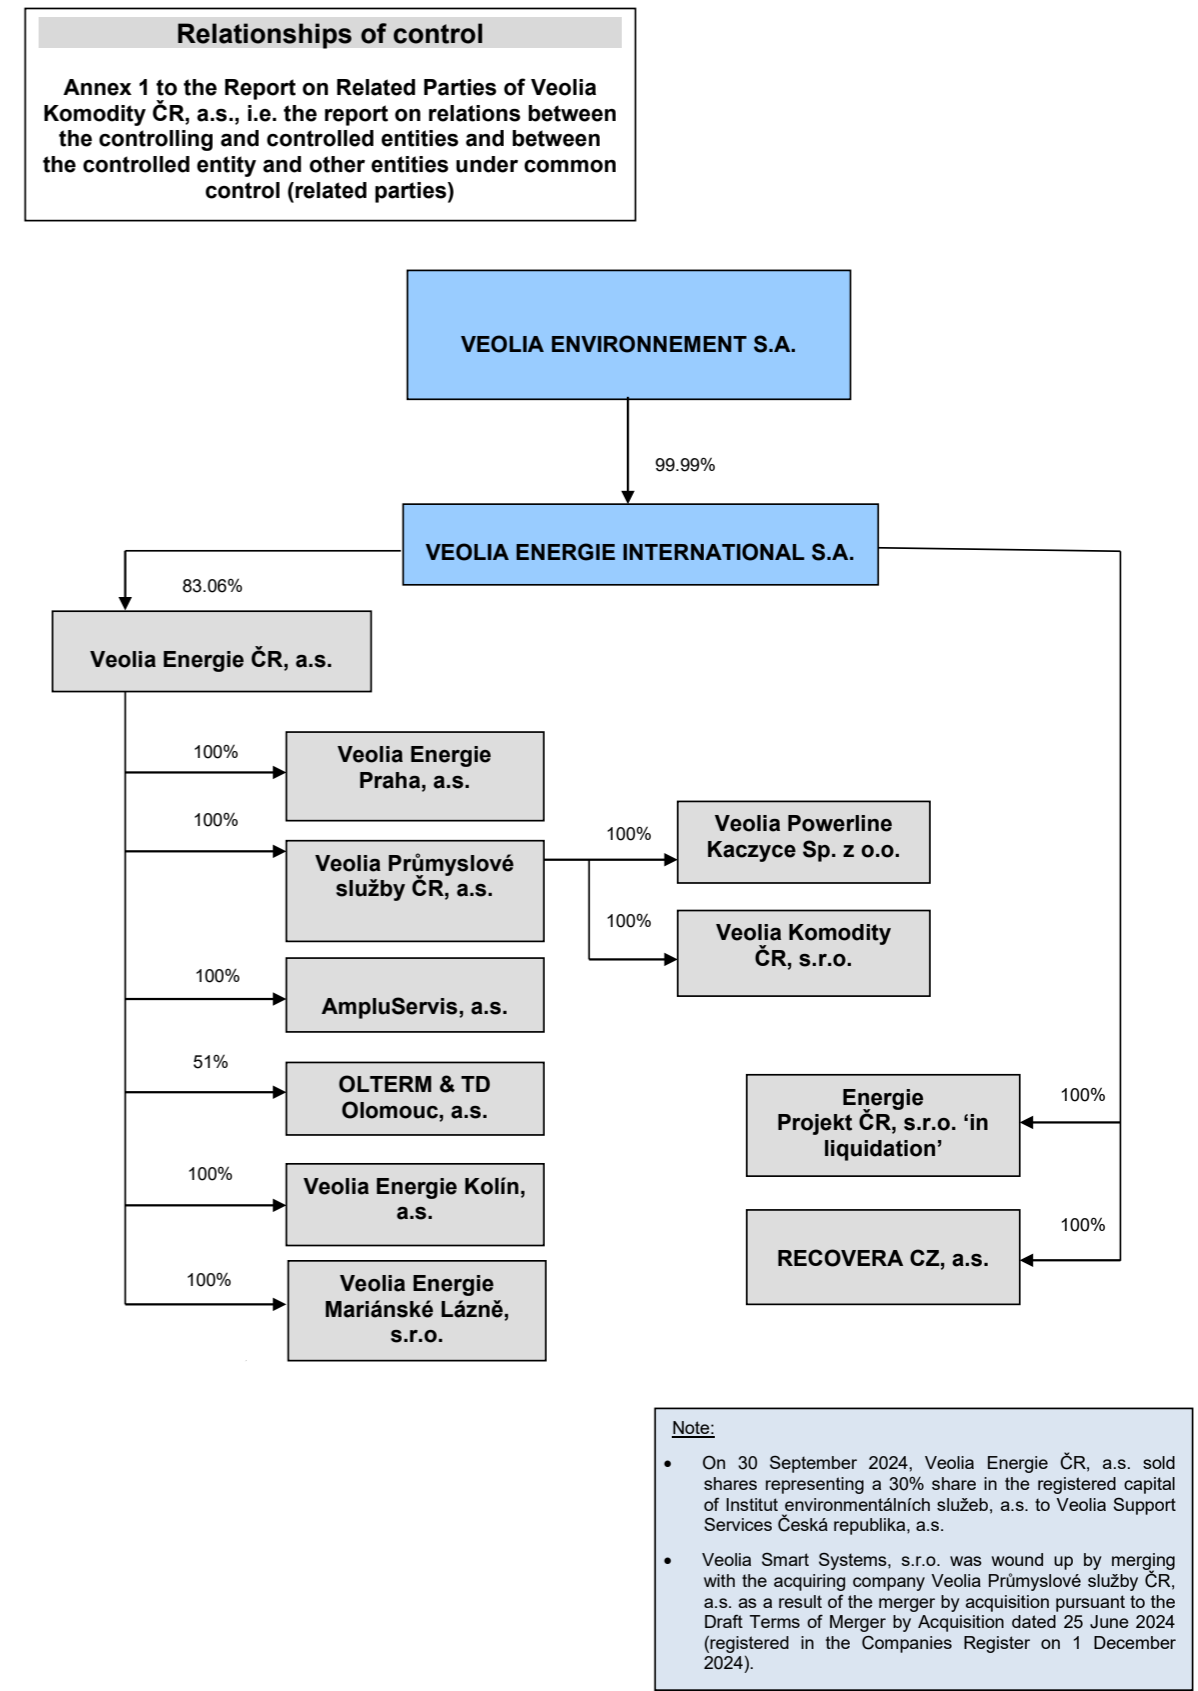 Relationships of control
Annex 1 to the Report on Related Parties of Veolia
Komodity ČR, a.s., i.e. the report on relations between
the controlling and controlled entities and between
the controlled entity and other entities under common
control (related parties)
VEOLIA ENVIRONNEMENT S.A.
99.99%
VEOLIA ENERGIE INTERNATIONAL S.A.
83.06%
Veolia Energie ČR, a.s.
100%
Veolia Energie
Praha, a.s.
100%
Veolia Průmyslové
služby ČR, a.s.
100%
Veolia Powerline
Kaczyce Sp. z o.o.
100%
Veolia Komodity
ČR, s.r.o.
100%
AmpluServis, a.s.
51%
OLTERM & TD
Olomouc, a.s.
100%
Energie
Projekt ČR, s.r.o. ‘in
liquidation’
100%
Veolia Energie Kolín,
a.s.
100%
RECOVERA CZ, a.s.
100%
Veolia Energie
Mariánské Lázně,
s.r.o.
Note:
• On 30 September 2024, Veolia Energie ČR, a.s. sold
shares representing a 30% share in the registered capital
of Institut environmentálních služeb, a.s. to Veolia Support
Services Česká republika, a.s.
• Veolia Smart Systems, s.r.o. was wound up by merging
with the acquiring company Veolia Průmyslové služby ČR,
a.s. as a result of the merger by acquisition pursuant to the
Draft Terms of Merger by Acquisition dated 25 June 2024
(registered in the Companies Register on 1 December
2024).